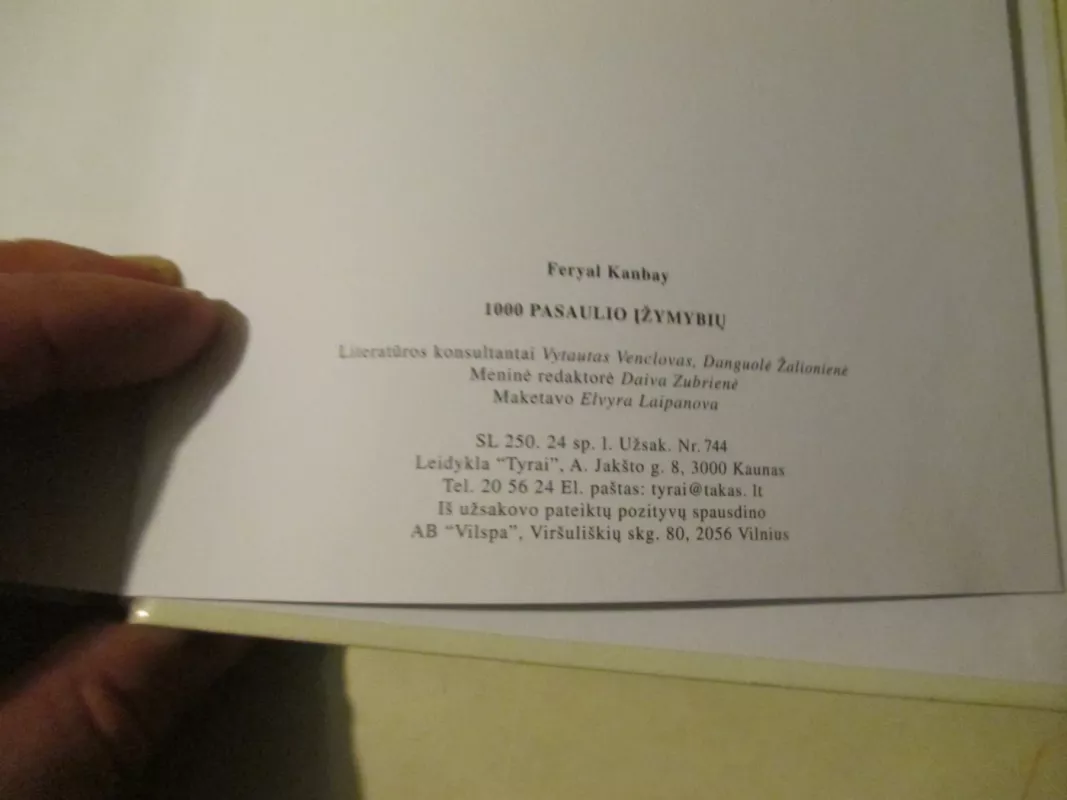 Feryal Kanbay
1000 PASAULIO ĮŽYMYBIŲ
Literatūros konsultantai Vytautas Venclovas, Danguolė Žalionienė
Meninė redaktorė Daiva Zubrienė
Maketavo Elvyra Laipanova
SL 250. 24 sp. l. Užsak. Nr. 744
Leidykla “Tyrai”, A. Jakšto g. 8, 3000 Kaunas
Tel. 20 56 24 El. paštas: tyrai@takas. lt
Iš užsakovo pateiktų pozityvų spausdino
AB “Vilspa”, Viršuliškių skg. 80, 2056 Vilnius